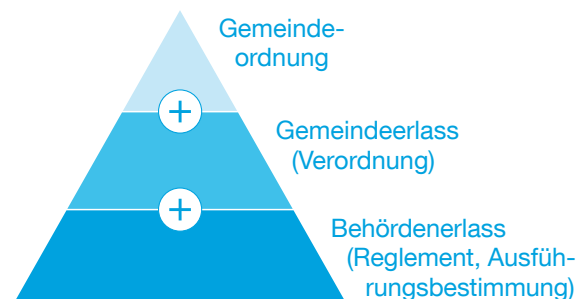 Gemeinde-
ordnung
Gemeindeerlass
(Verordnung)
Behördenerlass
(Reglement, Ausfüh-
rungsbestimmung)